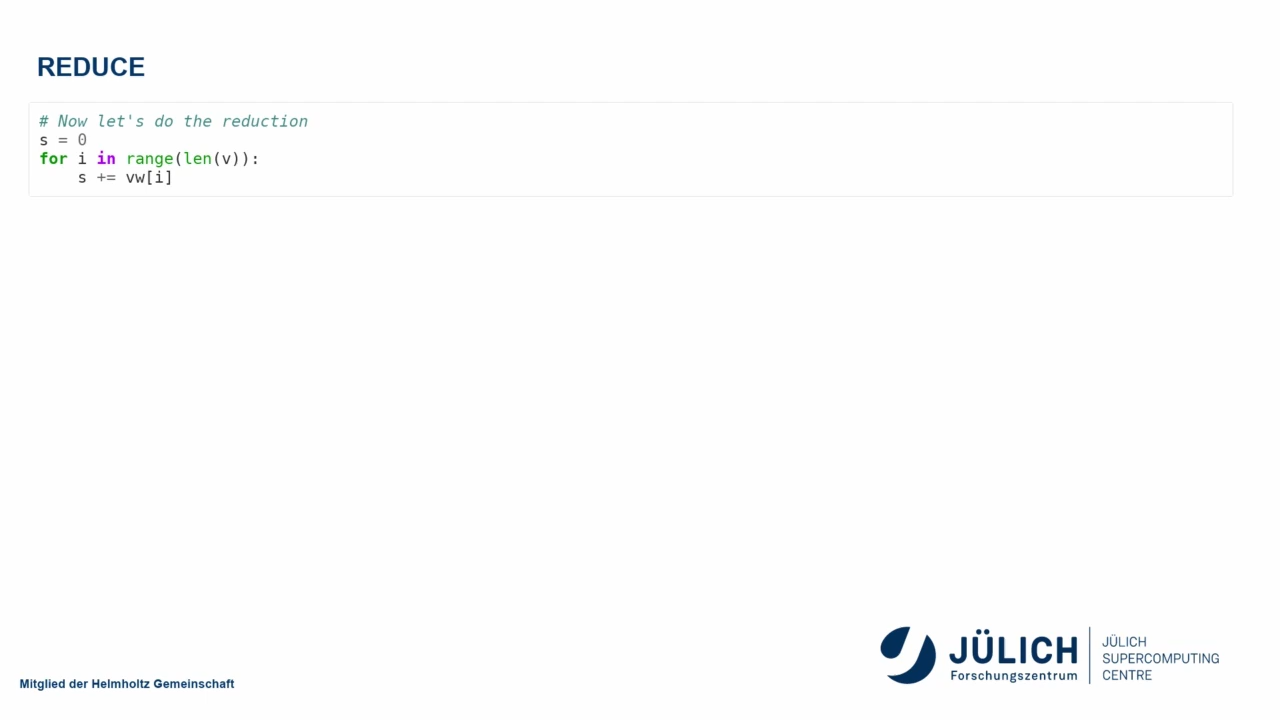 REDUCE
# Now let's do the reduction
s = 0
for i in range(len(v)):
    s += vw[i]
JÜLICH
Forschungszentrum
JÜLICH
SUPERCOMPUTING
CENTRE
Mitglied der Helmholtz Gemeinschaft